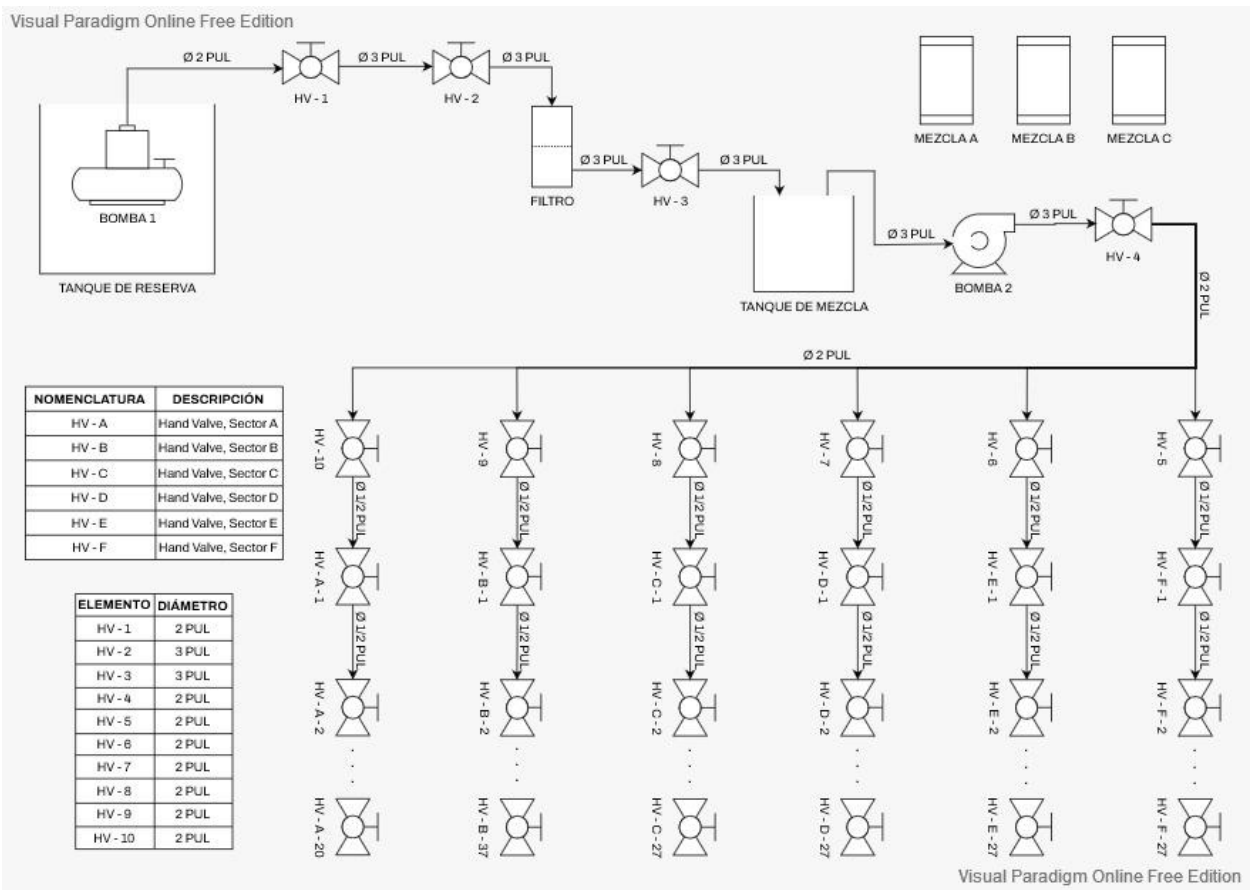 Visual Paradigm Online Free Edition
Ø 2 PUL
Ø 3 PUL
Ø 3 PUL
HV - 1
HV - 2
MEZCLA A
MEZCLA B
MEZCLA C
BOMBA 1
TANQUE DE RESERVA
FILTRO
Ø 3 PUL
Ø 3 PUL
HV - 3
TANQUE DE MEZCLA
Ø 3 PUL
BOMBA 2
Ø 3 PUL
HV - 4
Ø 2 PUL
Ø 2 PUL
NOMENCLATURA DESCRIPCIÓN
HV - A Hand Valve, Sector A
HV - B Hand Valve, Sector B
HV - C Hand Valve, Sector C
HV - D Hand Valve, Sector D
HV - E Hand Valve, Sector E
HV - F Hand Valve, Sector F
ELEMENTO DIÁMETRO
HV - 1 2 PUL
HV - 2 3 PUL
HV - 3 3 PUL
HV - 4 2 PUL
HV - 5 2 PUL
HV - 6 2 PUL
HV - 7 2 PUL
HV - 8 2 PUL
HV - 9 2 PUL
HV - 10 2 PUL
HV - 10
HV - 9
HV - 8
HV - 7
HV - 6
HV - 5
Ø 1/2 PUL
Ø 1/2 PUL
Ø 1/2 PUL
Ø 1/2 PUL
Ø 1/2 PUL
Ø 1/2 PUL
HV - A - 1
HV - B - 1
HV - C - 1
HV - D - 1
HV - E - 1
HV - F - 1
Ø 1/2 PUL
Ø 1/2 PUL
Ø 1/2 PUL
Ø 1/2 PUL
Ø 1/2 PUL
Ø 1/2 PUL
HV - A - 2
HV - B - 2
HV - C - 2
HV - D - 2
HV - E - 2
HV - F - 2
HV - A - 20
HV - B - 37
HV - C - 27
HV - D - 27
HV - E - 27
HV - F - 27
Visual Paradigm Online Free Edition